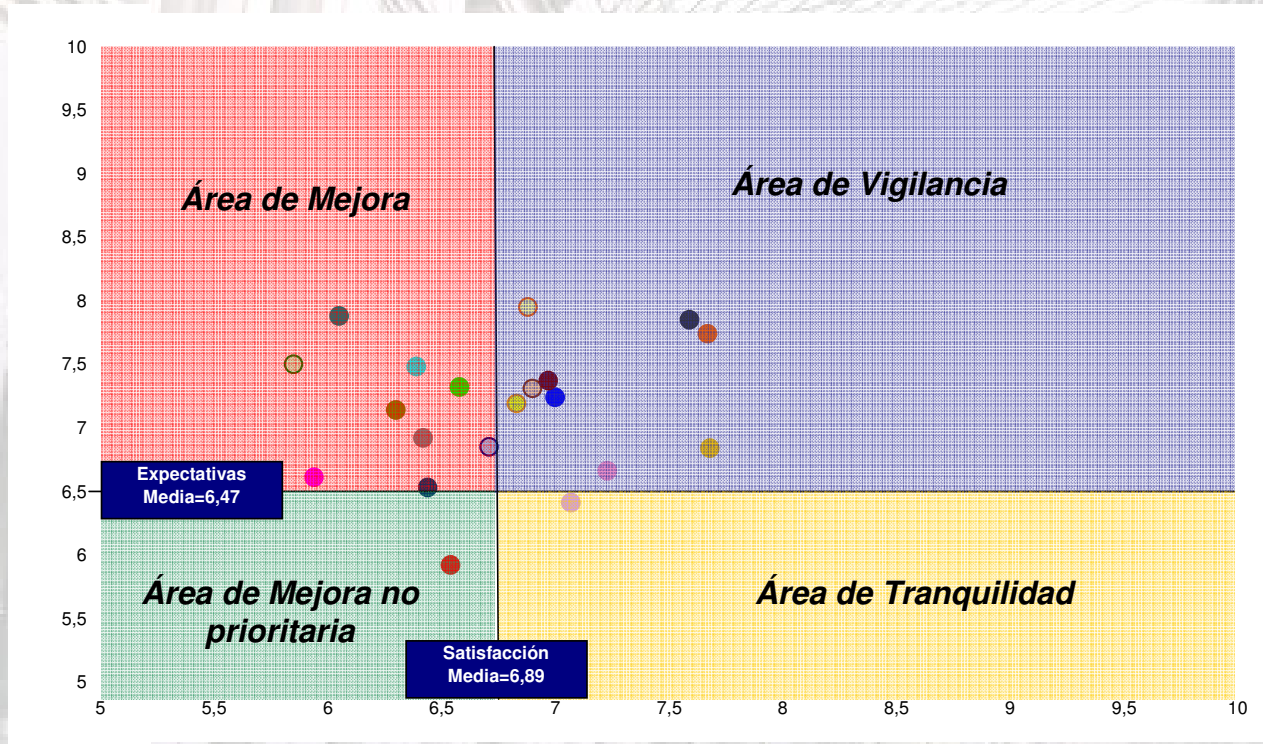 10
9,5
9
8,5
8
7,5
7
6,5
6
5,5
5
Área de Mejora
Área de Vigilancia
Expectativas
Media=6,47
Área de Mejora no
prioritaria
Área de Tranquilidad
Satisfacción
Media=6,89
5
5,5
6
6,5
7
7,5
8
8,5
9
9,5
10